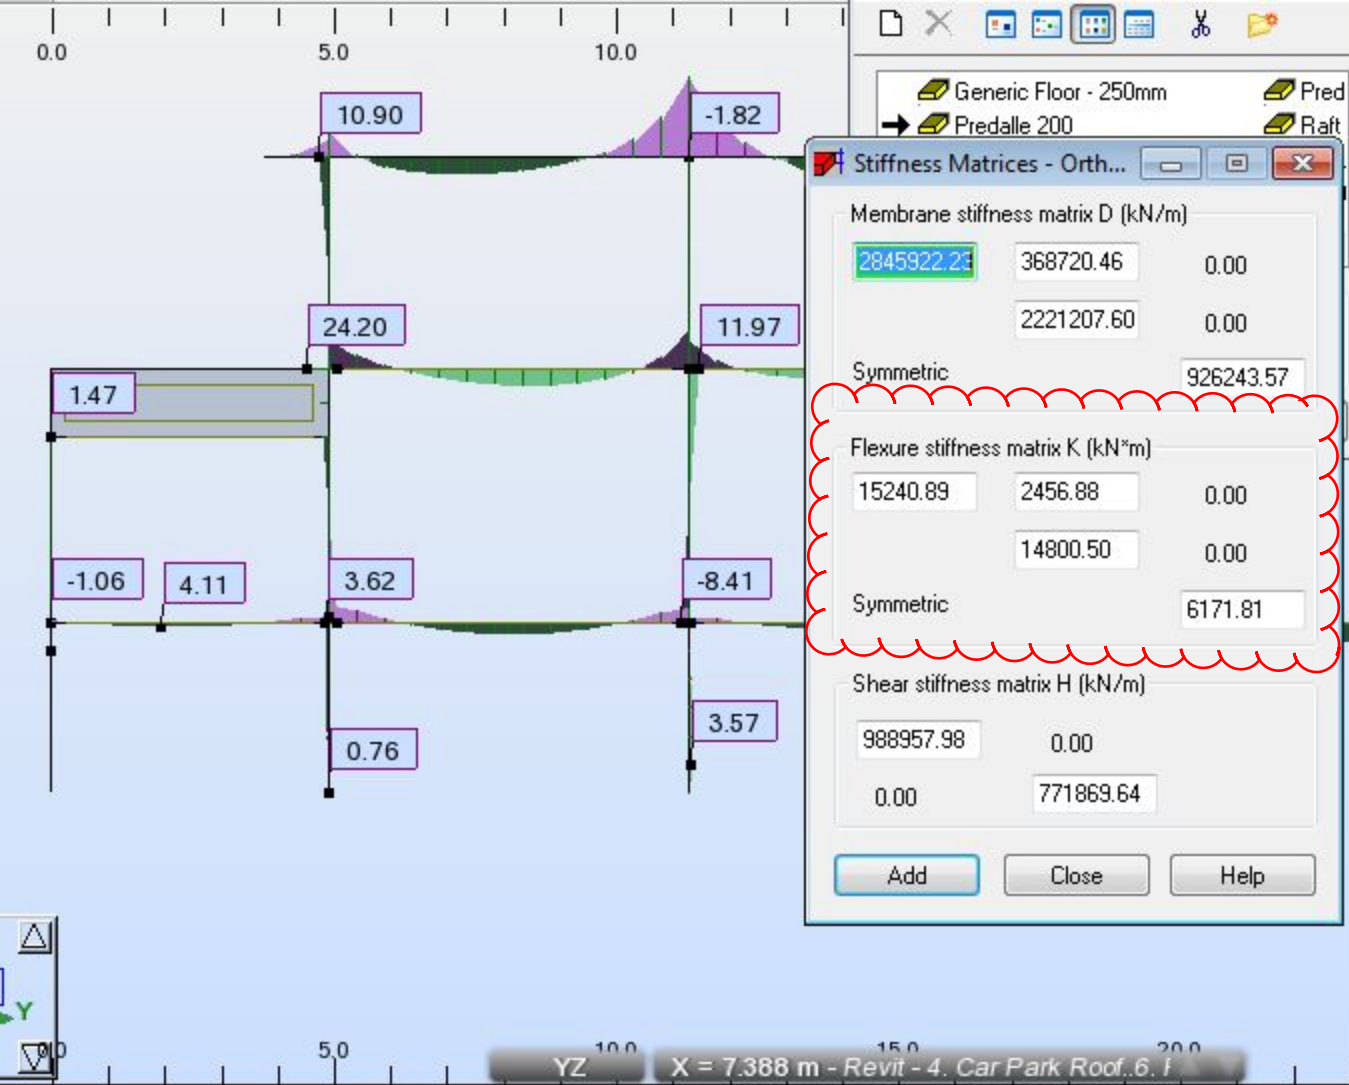 0.0 5.0 10.0
Generic Floor - 250mm Pred
Predalle 200 Raft
10.90 -1.82
Stiffness Matrices - Orth...
Membrane stiffness matrix D (kN/m)
2845922.23 368720.46 0.00
2221207.60 0.00
Symmetric 926243.57
24.20 11.97
1.47
Flexure stiffness matrix K (kN*m)
15240.89 2456.88 0.00
14800.50 0.00
Symmetric 6171.81
-1.06 4.11 3.62 -8.41
Shear stiffness matrix H (kN/m)
988957.98 0.00
0.00 771869.64
0.76 3.57
Add Close Help
Y
5.0 10.0 15.0 20.0
YZ X = 7.388 m - Revit - 4. Car Park Roof..6.